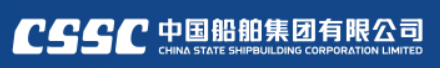 CSSC
中国船舶集团有限公司
CHINA STATE SHIPBUILDING CORPORATION LIMITED